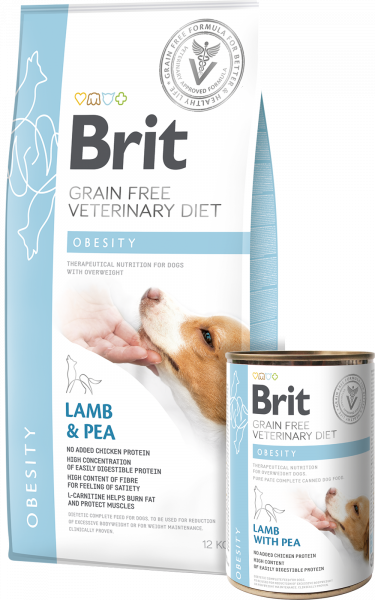 GRAIN FREE FORMULA FOR BETTER & HEALTHY LIFE
VETERINARY
APPROVED FORMULA
Brit
GRAIN FREE
VETERINARY DIET
OBESITY
THERAPEUTICAL NUTRITION FOR DOGS
WITH OVERWEIGHT
LAMB
& PEA
NO ADDED CHICKEN PROTEIN
HIGH CONCENTRATION
OF EASILY DIGESTIBLE PROTEIN
HIGH CONTENT OF FIBRE
FOR FEELING OF SATIETY
L-CARNITINE HELPS BURN FAT
AND PROTECT MUSCLES
DIETETIC COMPLETE FEED FOR DOGS, TO BE USED FOR REDUCTION
OF EXCESSIVE BODYWEIGHT OR FOR WEIGHT MAINTENANCE.
CLINICALLY PROVEN.
12 KG
OBESITY
Brit
GRAIN FREE
VETERINARY DIET
OBESITY
THERAPEUTICAL NUTRITION
FOR OVERWEIGHT DOGS
PURE PATE COMPLETE CANNED DOG FOOD
LAMB
WITH PEA
NO ADDED CHICKEN PROTEIN
HIGH CONTENT
OF EASILY DIGESTIBLE PROTEIN